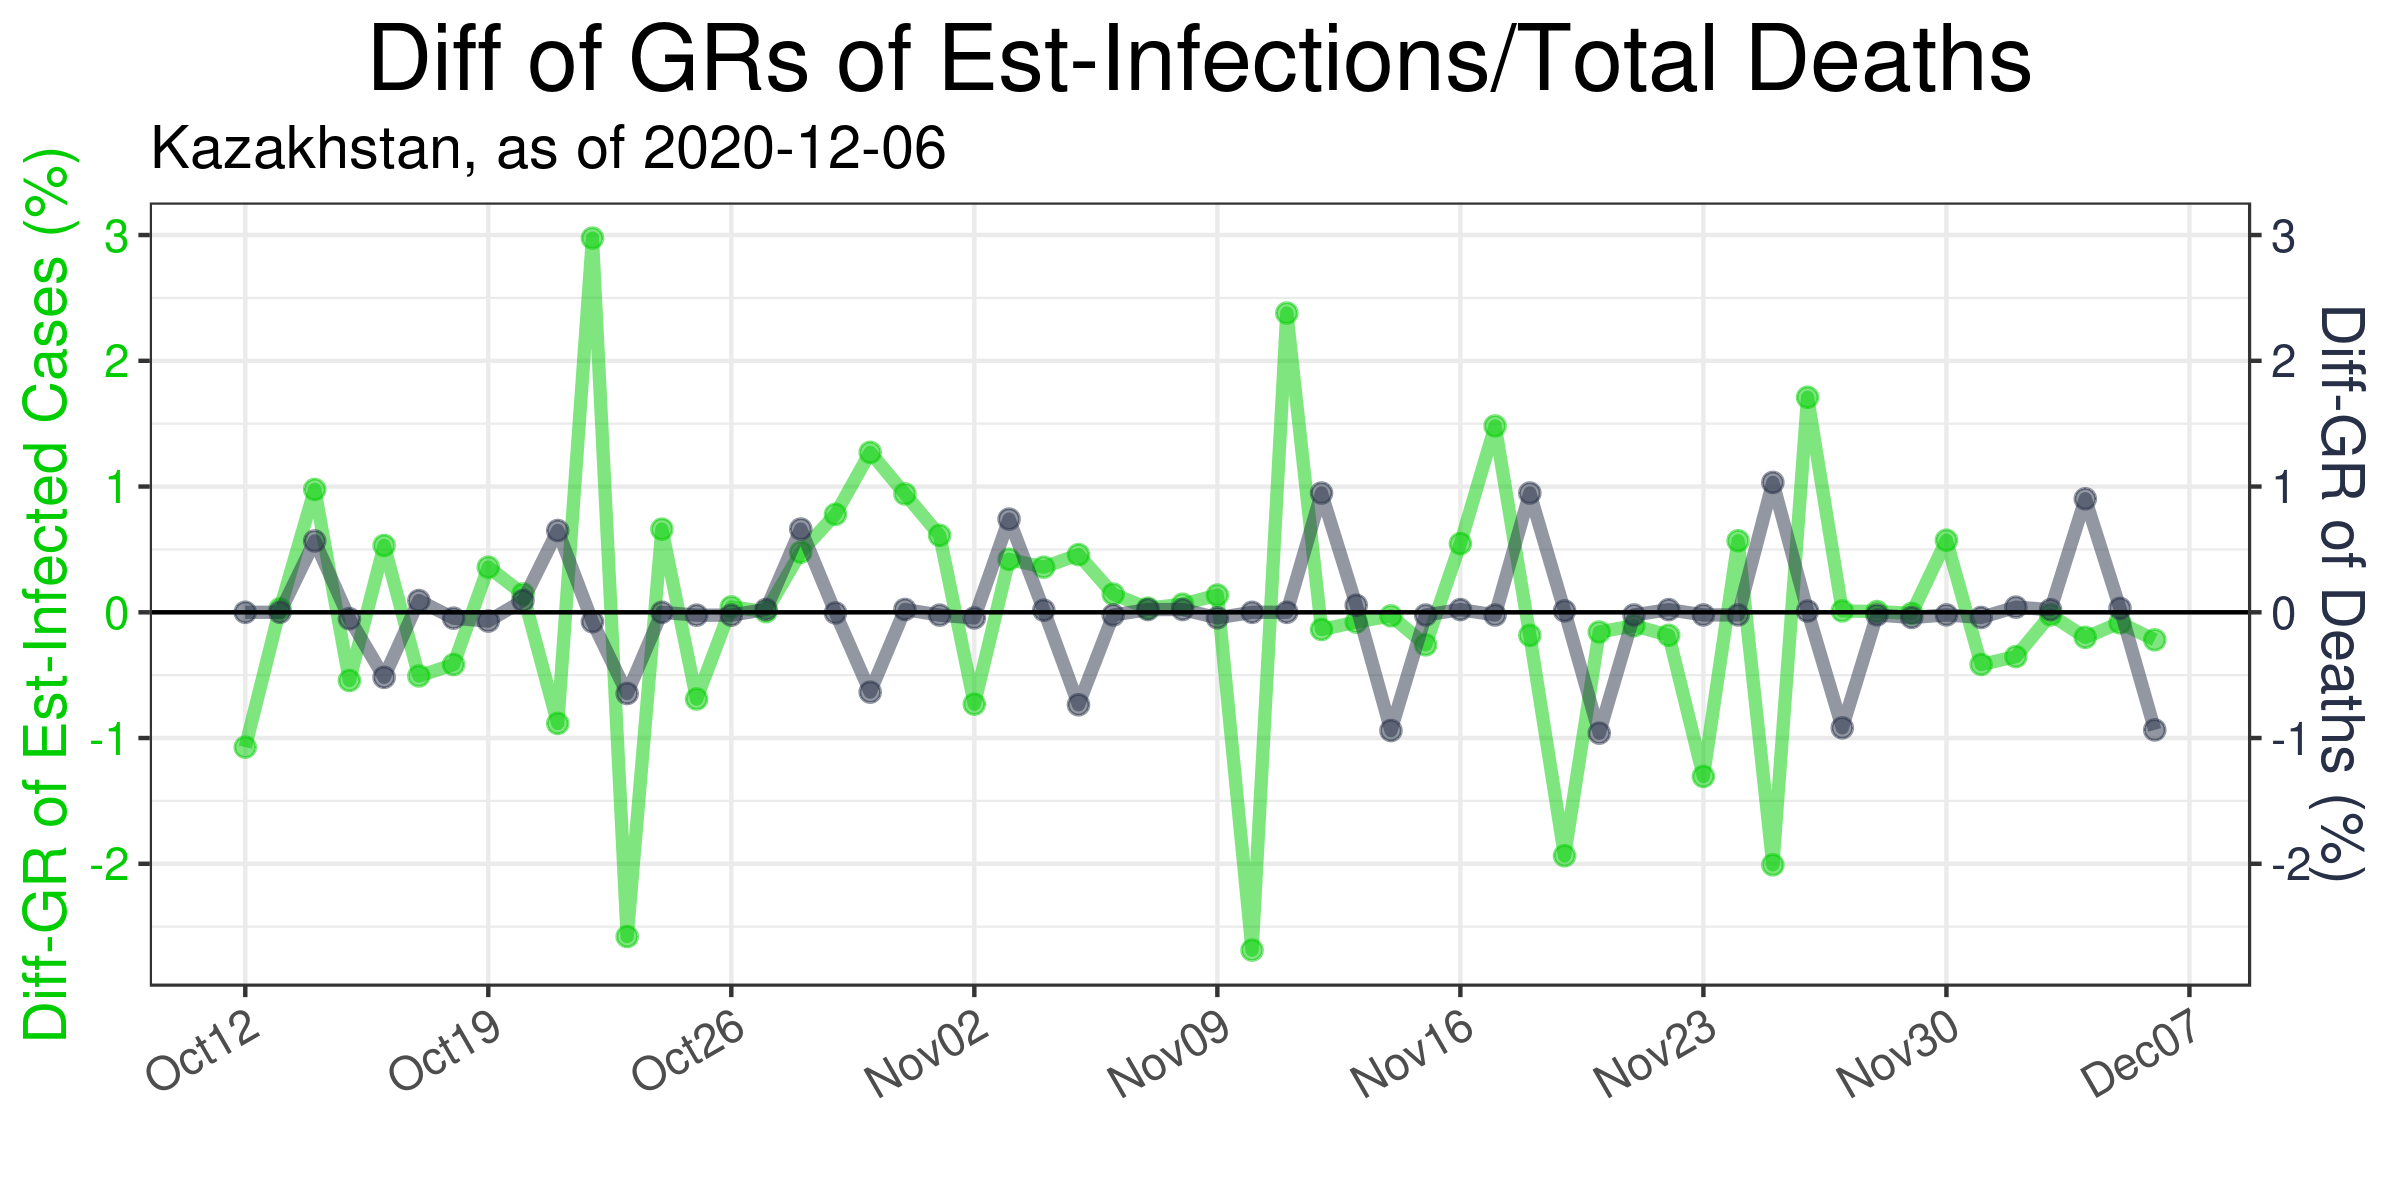 Diff of GRs of Est-Infections/Total Deaths
Kazakhstan, as of 2020-12-06
Diff-GR of Est-Infected Cases (%)
3
2
1
0
-1
-2
3
2
1
0
-1
-2
Diff-GR of Deaths (%)
Oct12
Oct19
Oct26
Nov02
Nov09
Nov16
Nov23
Nov30
Dec07